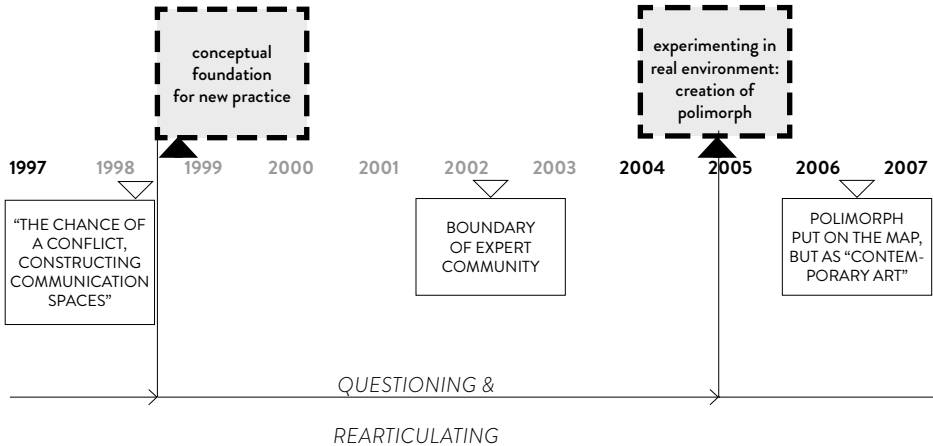 conceptual
foundation
for new practice
experimenting in
real environment:
creation of
polimorph
1997 1998 1999 2000 2001 2002 2003 2004 2005 2006 2007
“THE CHANCE OF
A CONFLICT,
CONSTRUCTING
COMMUNICATION
SPACES”
BOUNDARY
OF EXPERT
COMMUNITY
POLIMORPH
PUT ON THE MAP,
BUT AS “CONTEM-
PORARY ART”
QUESTIONING &
REARTICULATING